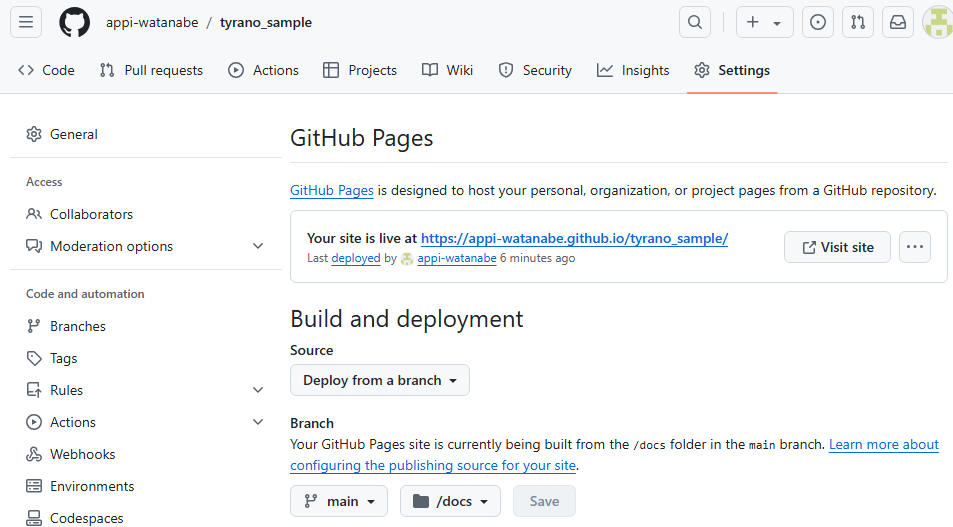 appi-watanabe / tyrano_sample
Code Pull requests Actions Projects Wiki Security Insights Settings
General
Access
Collaborators
Moderation options
Code and automation
Branches
Tags
Rules
Actions
Webhooks
Environments
Codespaces
GitHub Pages
GitHub Pages is designed to host your personal, organization, or project pages from a GitHub repository.
Your site is live at https://appi-watanabe.github.io/tyrano_sample/
Last deployed by appi-watanabe 6 minutes ago
Visit site
Build and deployment
Source
Deploy from a branch
Branch
Your GitHub Pages site is currently being built from the /docs folder in the main branch. Learn more about
configuring the publishing source for your site.
main /docs Save